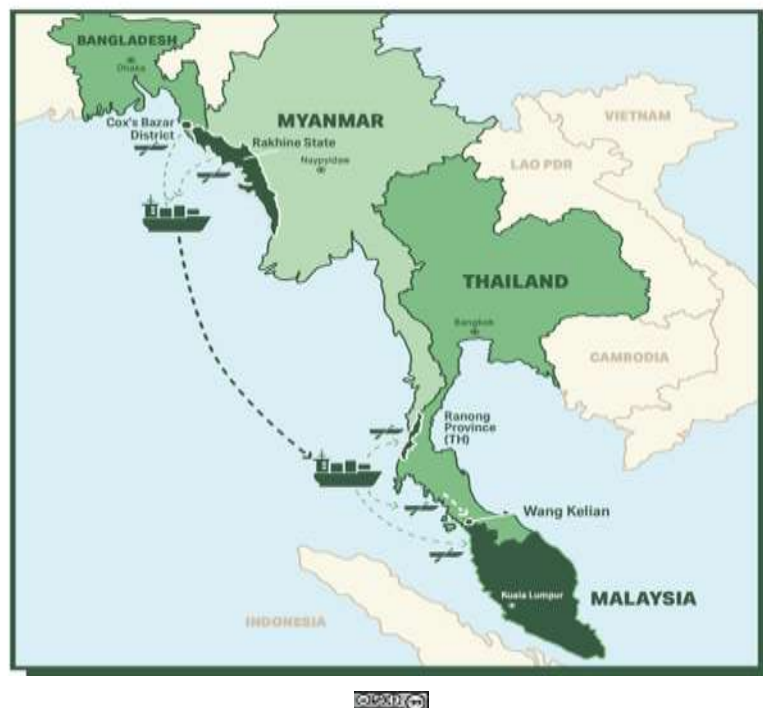 BANGLADESH
Dhaka
Cox's Bazar
District
MYANMAR
Rakhine State
Naypyidaw
VIETNAM
LAO PDR
THAILAND
Bangkok
CAMBODIA
Ranong
Province
(TH)
Wang Kelian
Kuala Lumpur
MALAYSIA
INDONESIA